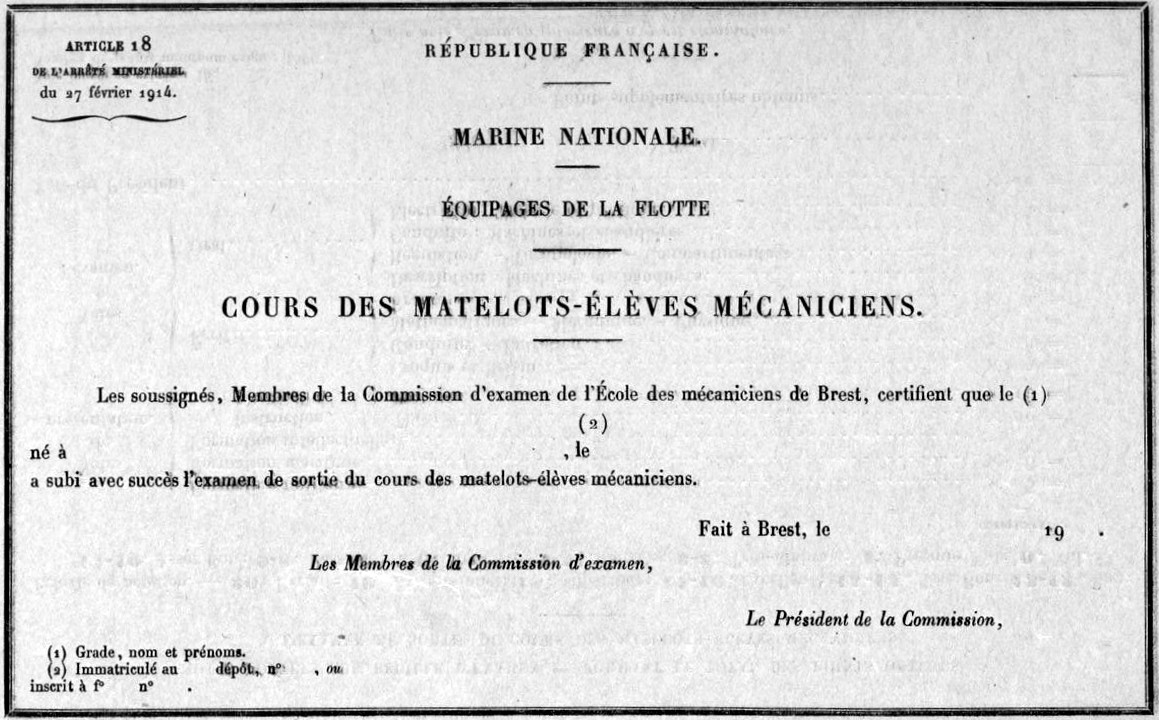 ARTICLE 18
DE L'ARRÊTÉ MINISTÉRIEL
du 27 février 1914.
RÉPUBLIQUE FRANÇAISE.
MARINE NATIONALE.
ÉQUIPAGES DE LA FLOTTE
COURS DES MATELOTS-ÉLÈVES MÉCANICIENS.
Les soussignés, Membres de la Commission d'examen de l'École des mécaniciens de Brest, certifient que le (1)
(2)
né à , le
a subi avec succès l'examen de sortie du cours des matelots-élèves mécaniciens.
Fait à Brest, le 19 .
Les Membres de la Commission d'examen,
Le Président de la Commission,
(1) Grade, nom et prénoms.
(2) Immatriculé au dépôt, n° , ou
inscrit à f° n° .